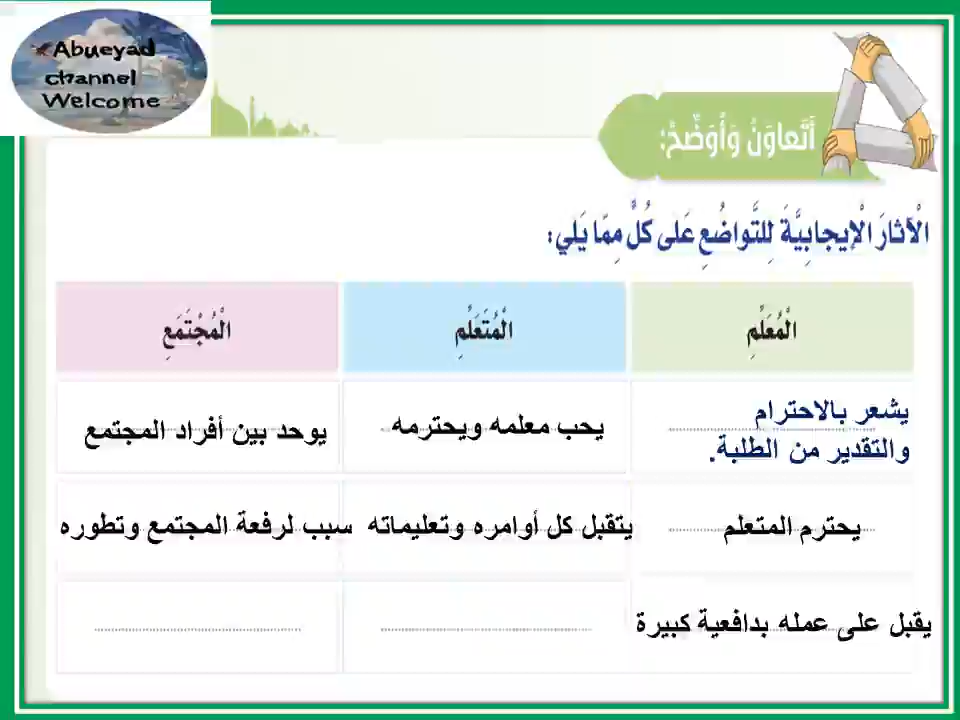 Abueyad
channel
Welcome
أَتَعاوَنُ وَأُوَضِّحُ:
الْآثارَ الْإيجابِيَّةَ لِلتَّواضُعِ عَلى كُلٍّ مِمّا يَلي:
الْمُعَلِّمِ
الْمُتَعَلِّمِ
الْمُجْتَمَعِ
يشعر بالاحترام
والتقدير من الطلبة.
يحب معلمه ويحترمه
يوحد بين أفراد المجتمع
يحترم المتعلم
يتقبل كل أوامره وتعليماته
سبب لرفعة المجتمع وتطوره
يقبل على عمله بدافعية كبيرة